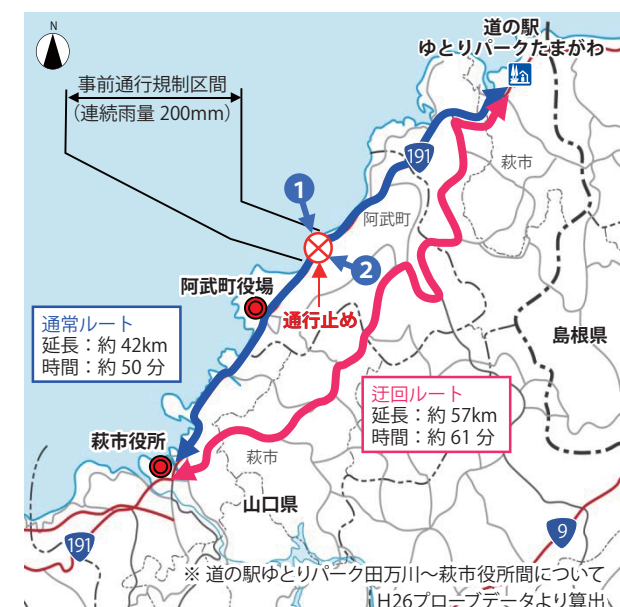 N
道の駅
ゆとりパークたまがわ
事前通行規制区間
（連続雨量 200mm）
191
萩市
1
阿武町
2
阿武町役場
通行止め
通常ルート
延長：約 42km
時間：約 50 分
島根県
迂回ルート
延長：約 57km
時間：約 61 分
萩市役所
萩市
山口県
191
9
※ 道の駅ゆとりパーク田万川～萩市役所間について
H26プローブデータより算出